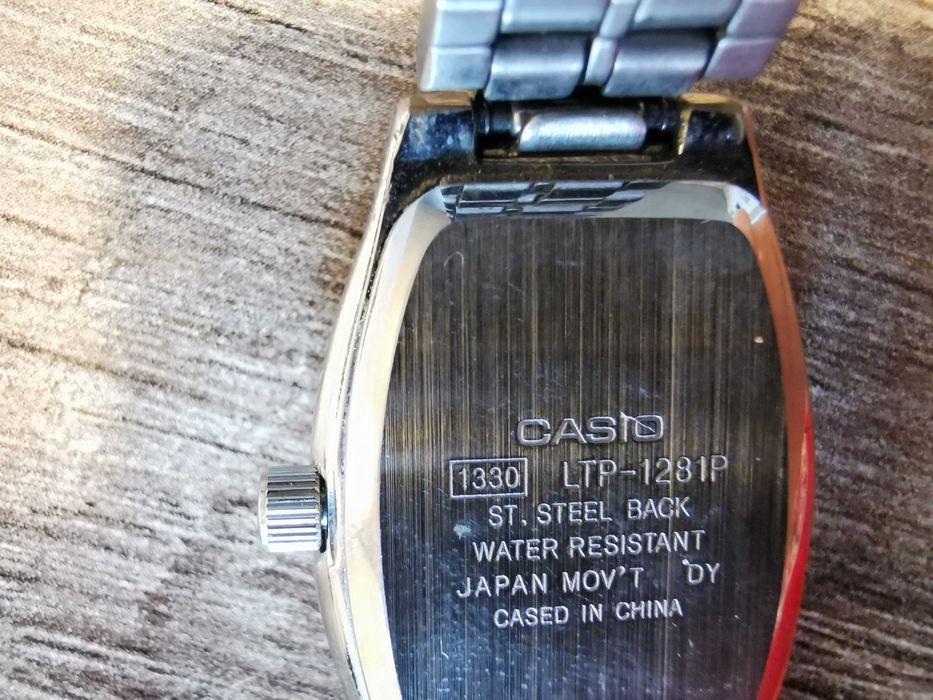 CASIO
1330 LTP-1281P
ST. STEEL BACK
WATER RESISTANT
JAPAN MOV'T DY
CASED IN CHINA